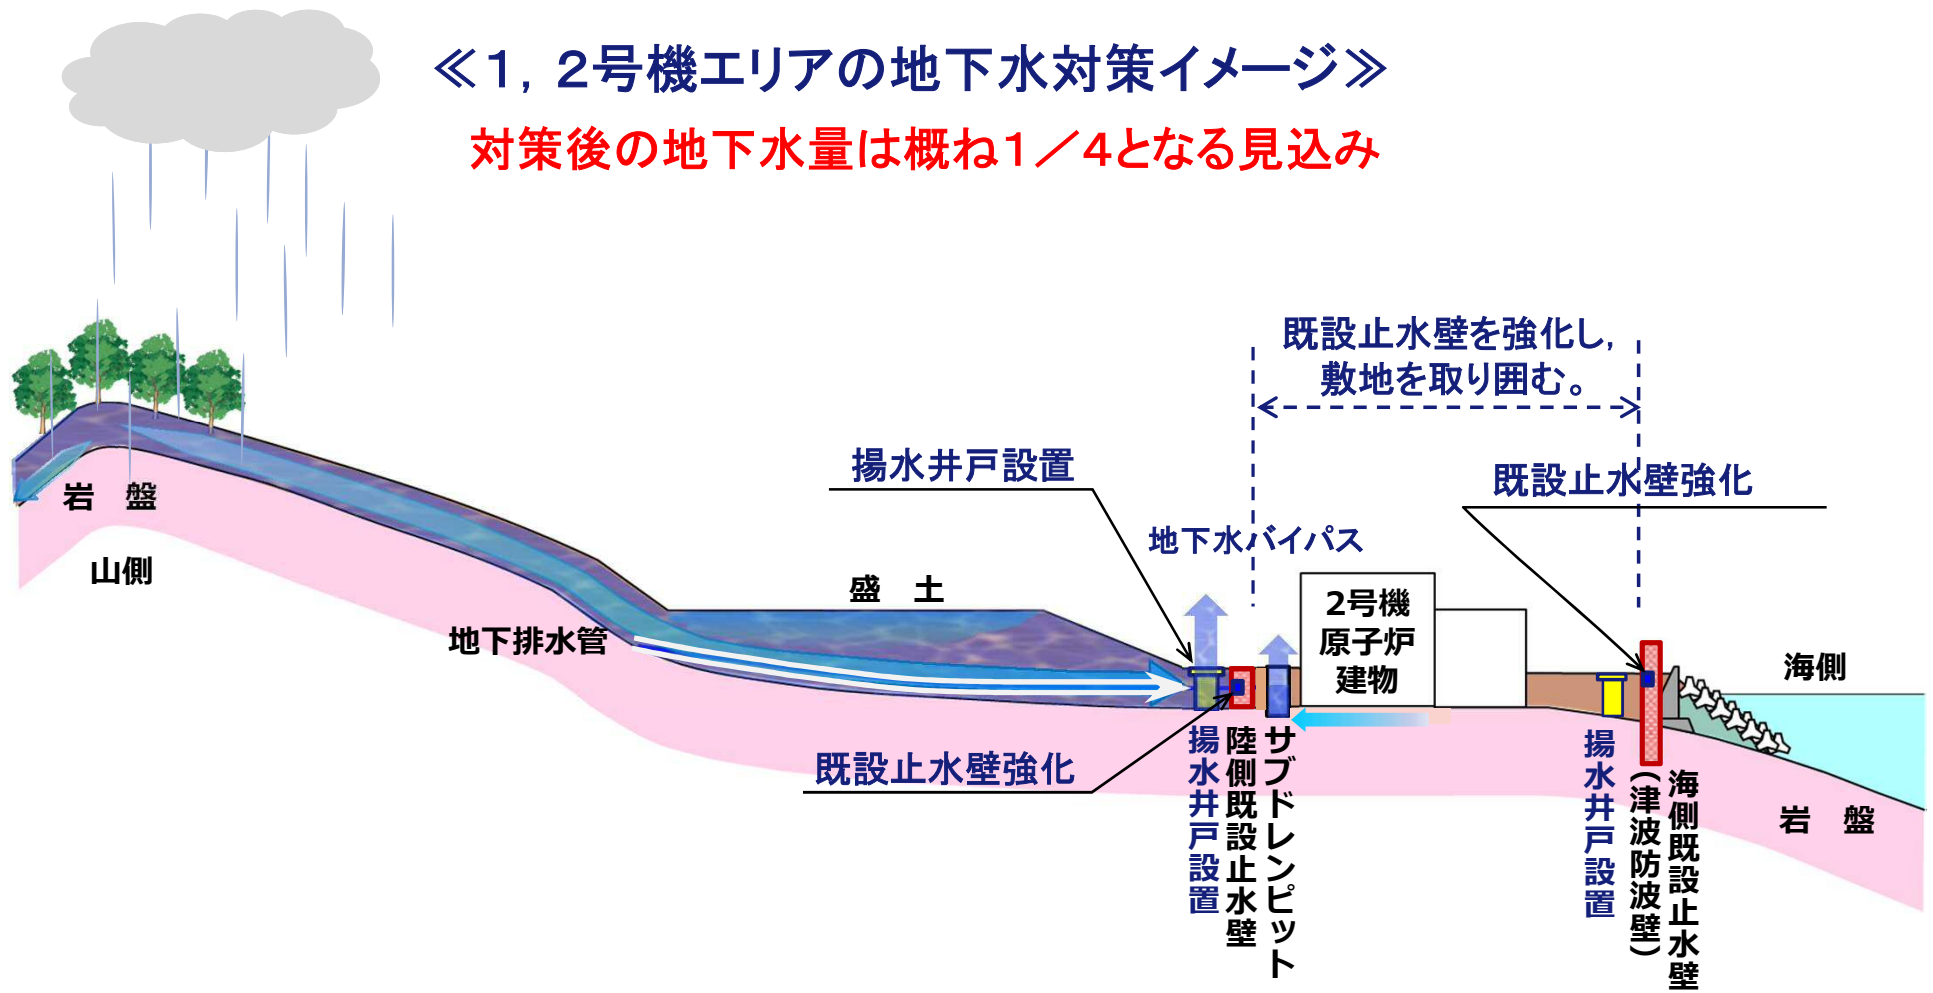 ≪１，２号機エリアの地下水対策イメージ≫
対策後の地下水量は概ね１／４となる見込み
既設止水壁を強化し，
敷地を取り囲む。
揚水井戸設置
既設止水壁強化
岩　盤
地下水バイパス
山側
盛　土
2号機
原子炉
建物
地下排水管
海側
既設止水壁強化
揚水井戸設置
陸側既設止水壁
サブドレンピット
揚水井戸設置
海側既設止水壁
（津波防波壁）
岩　盤